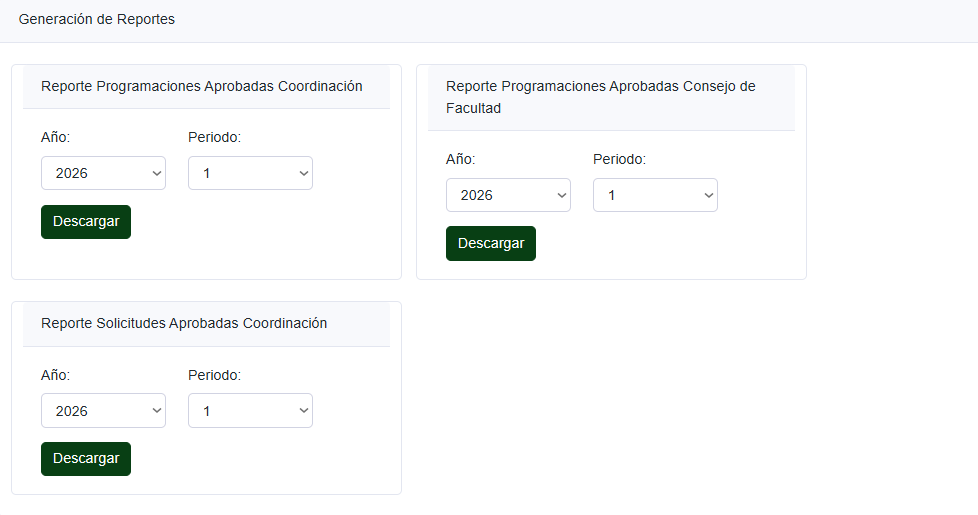 Generación de Reportes
Reporte Programaciones Aprobadas Coordinación
Año:
Periodo:
2026
1
Descargar
Reporte Programaciones Aprobadas Consejo de
Facultad
Año:
Periodo:
2026
1
Descargar
Reporte Solicitudes Aprobadas Coordinación
Año:
Periodo:
2026
1
Descargar